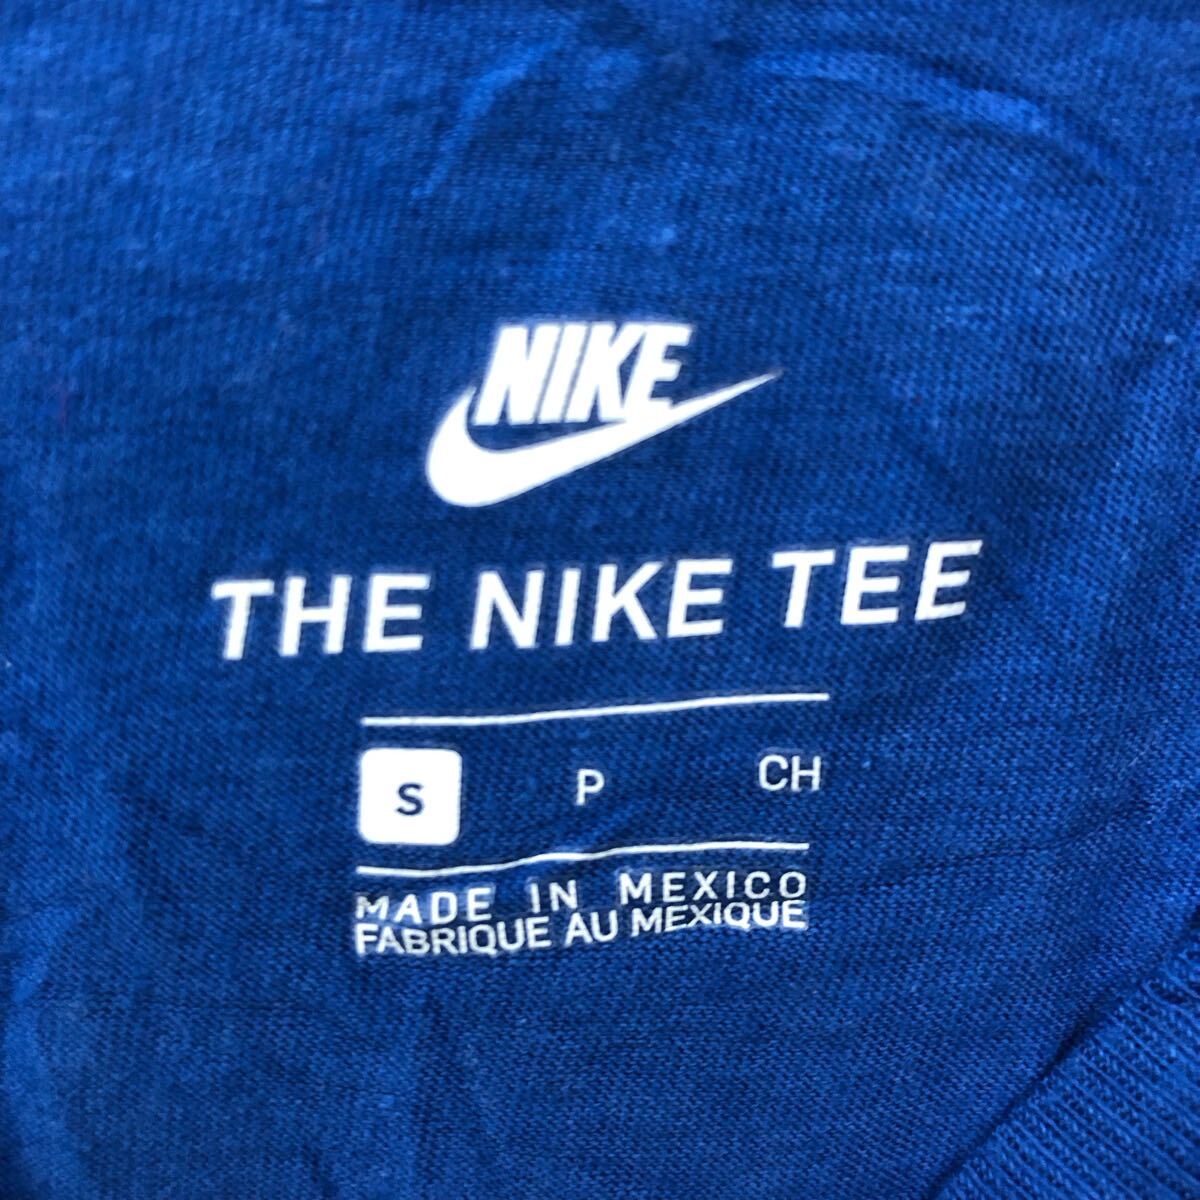 NIKE
THE NIKE TEE
S P CH
MADE IN MEXICO
FABRIQUE AU MEXIQUE